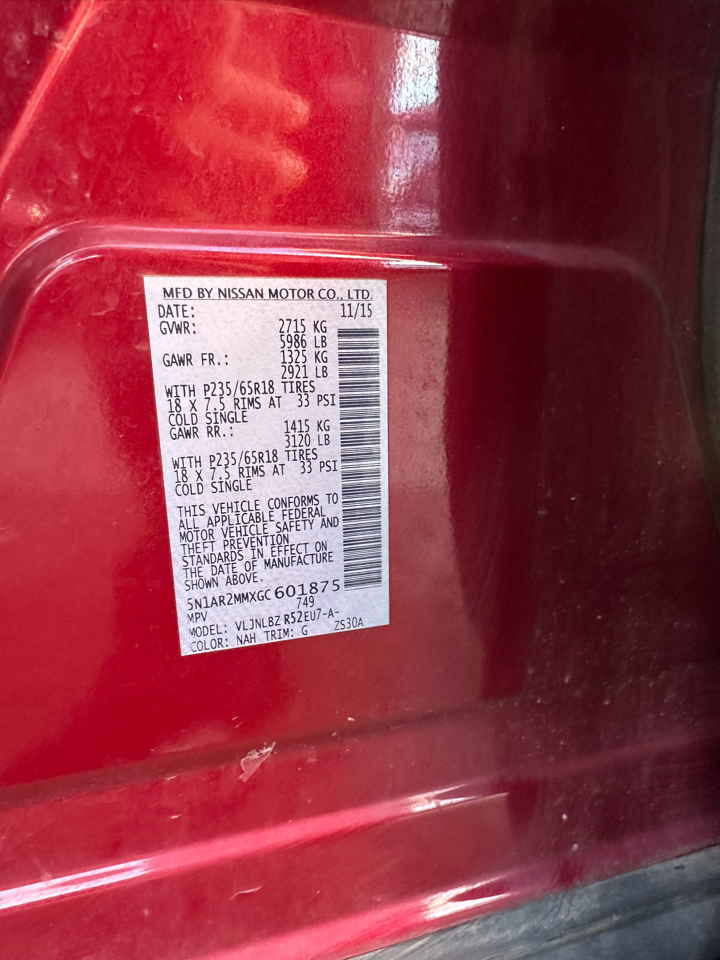 MFD BY NISSAN MOTOR CO., LTD.
DATE: 11/15
GVWR: 2715 KG
5986 LB
GAWR FR.: 1325 KG
2921 LB
WITH P235/65R18 TIRES
18 X 7.5 RIMS AT 33 PSI
COLD SINGLE
GAWR RR.: 1415 KG
3120 LB
WITH P235/65R18 TIRES
18 X 7.5 RIMS AT 33 PSI
COLD SINGLE
THIS VEHICLE CONFORMS TO
ALL APPLICABLE FEDERAL
MOTOR VEHICLE SAFETY AND
THEFT PREVENTION
STANDARDS IN EFFECT ON
THE DATE OF MANUFACTURE
SHOWN ABOVE.
5N1AR2MMXGC601875
MPV 749
MODEL: VLJNLBZ R52EU7-A-
COLOR: NAH TRIM: G ZS30A